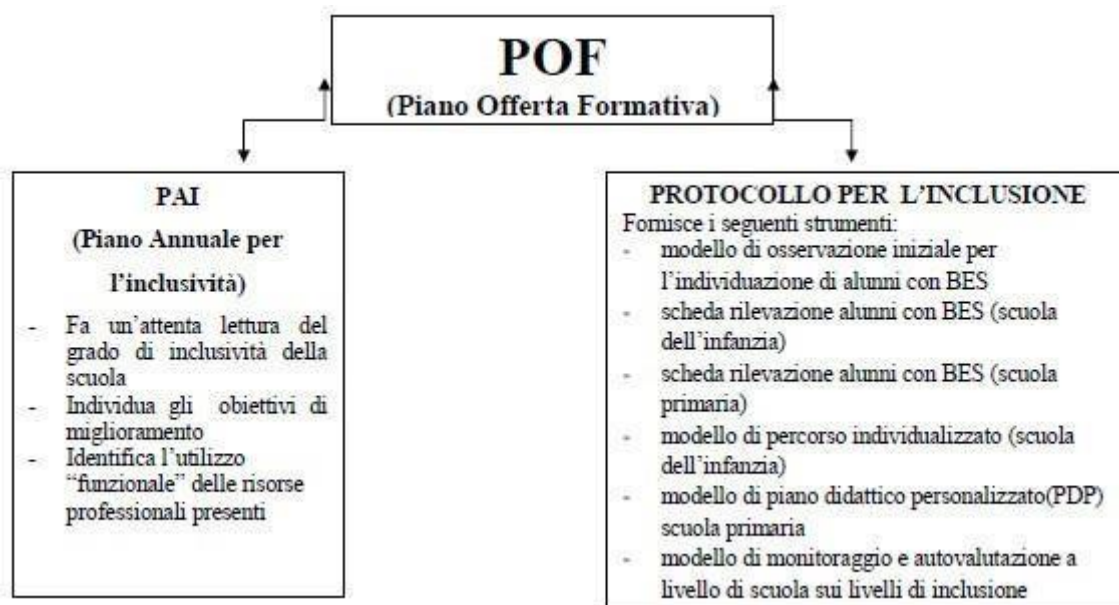 POF
(Piano Offerta Formativa)
PAI
(Piano Annuale per
l’inclusività)
- Fa un’attenta lettura del
grado di inclusività della
scuola
- Individua gli obiettivi di
miglioramento
- Identifica l’utilizzo
“funzionale” delle risorse
professionali presenti
PROTOCOLLO PER L’INCLUSIONE
Fornisce i seguenti strumenti:
- modello di osservazione iniziale per
l’individuazione di alunni con BES
- scheda rilevazione alunni con BES (scuola
dell’infanzia)
- scheda rilevazione alunni con BES (scuola
primaria)
- modello di percorso individualizzato (scuola
dell’infanzia)
- modello di piano didattico personalizzato(PDP)
scuola primaria
- modello di monitoraggio e autovalutazione a
livello di scuola sui livelli di inclusione